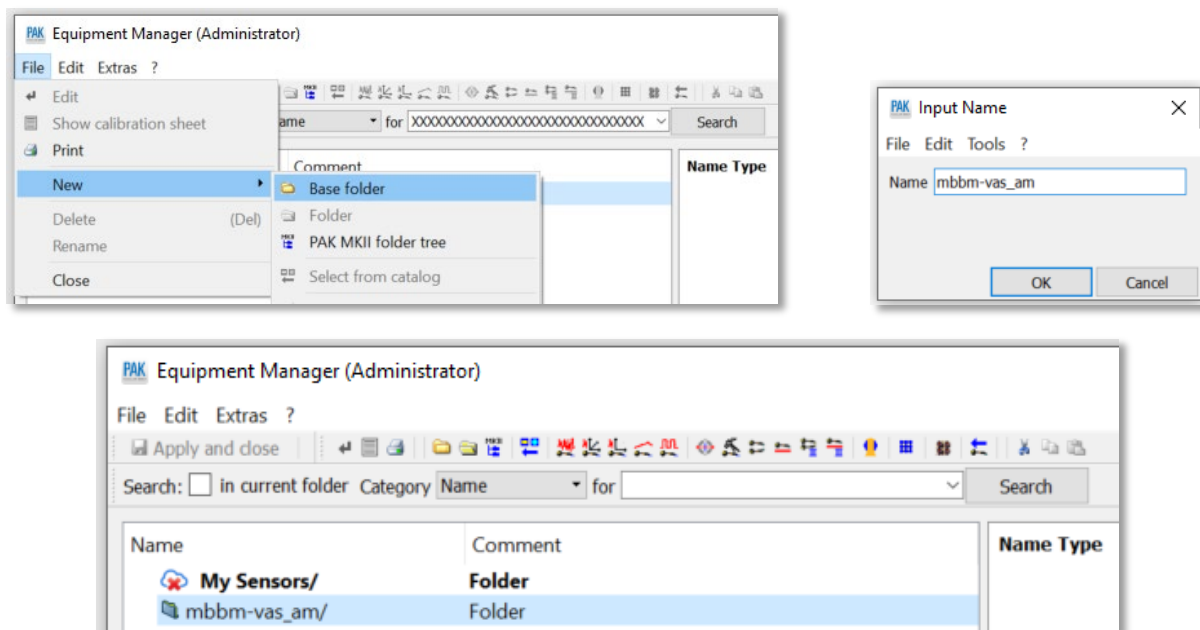 PAK Equipment Manager (Administrator)
File Edit Extras ?
Edit
Show calibration sheet
Print
New
Delete (Del)
Rename
Close
ame for XXXXXXXXXXXXXXXXXXXXXXXXXXXXXXXX Search
Comment
Name Type
Base folder
Folder
PAK MKII folder tree
Select from catalog
PAK Input Name
File Edit Tools ?
Name mbbm-vas_am
OK Cancel
PAK Equipment Manager (Administrator)
File Edit Extras ?
Apply and close
Search: in current folder Category Name for Search
Name Comment Name Type
My Sensors/ Folder
mbbm-vas_am/ Folder